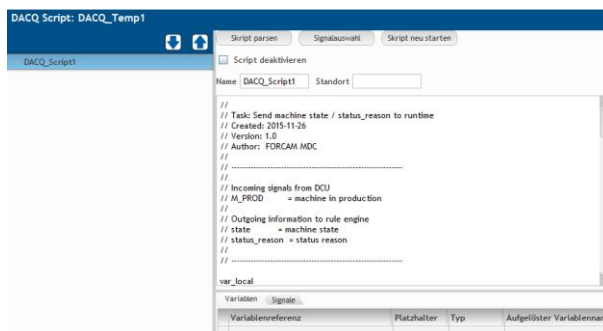 DACQ Script: DACQ_Temp1
Skript parsen Signalauswahl Skript neu starten
DACQ_Script1
Script deaktivieren
Name DACQ_Script1 Standort
//
// Task: Send machine state / status_reason to runtime
// Created: 2015-11-26
// Version: 1.0
// Author: FORCAM MDC
//
// ------------------------------------------------------------
//
// Incoming signals from DCU
// M_PROD = machine in production
//
// Outgoing information to rule engine
// state = machine state
// status_reason = status reason
//
// ------------------------------------------------------------
var_local
Variablen Signale
Variablenreferenz Platzhalter Typ Aufgelöster Variablennar